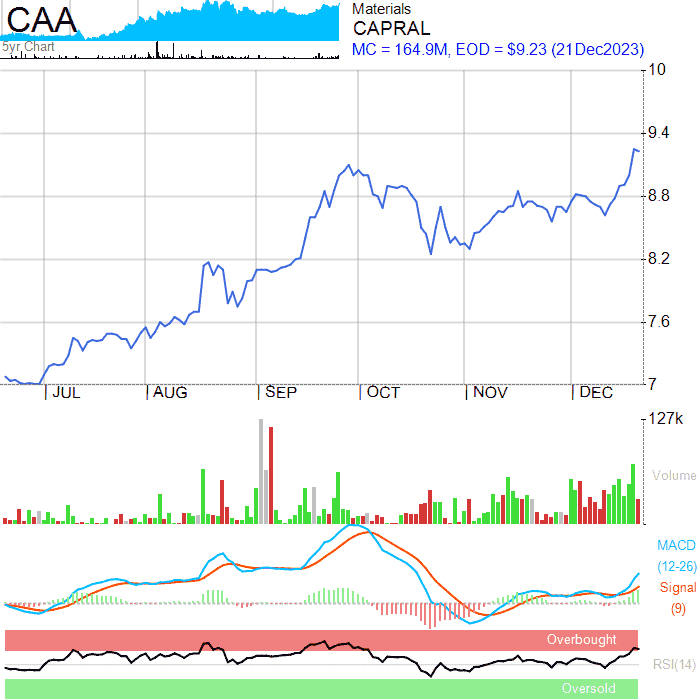 CAA
5yr Chart
Materials
CAPRAL
MC = 164.9M, EOD = $9.23 (21Dec2023)
10
9.4
8.8
8.2
7.6
7
JUL
AUG
SEP
OCT
NOV
DEC
127k
Volume
MACD
(12-26)
Signal
(9)
Overbought
RSI(14)
Oversold